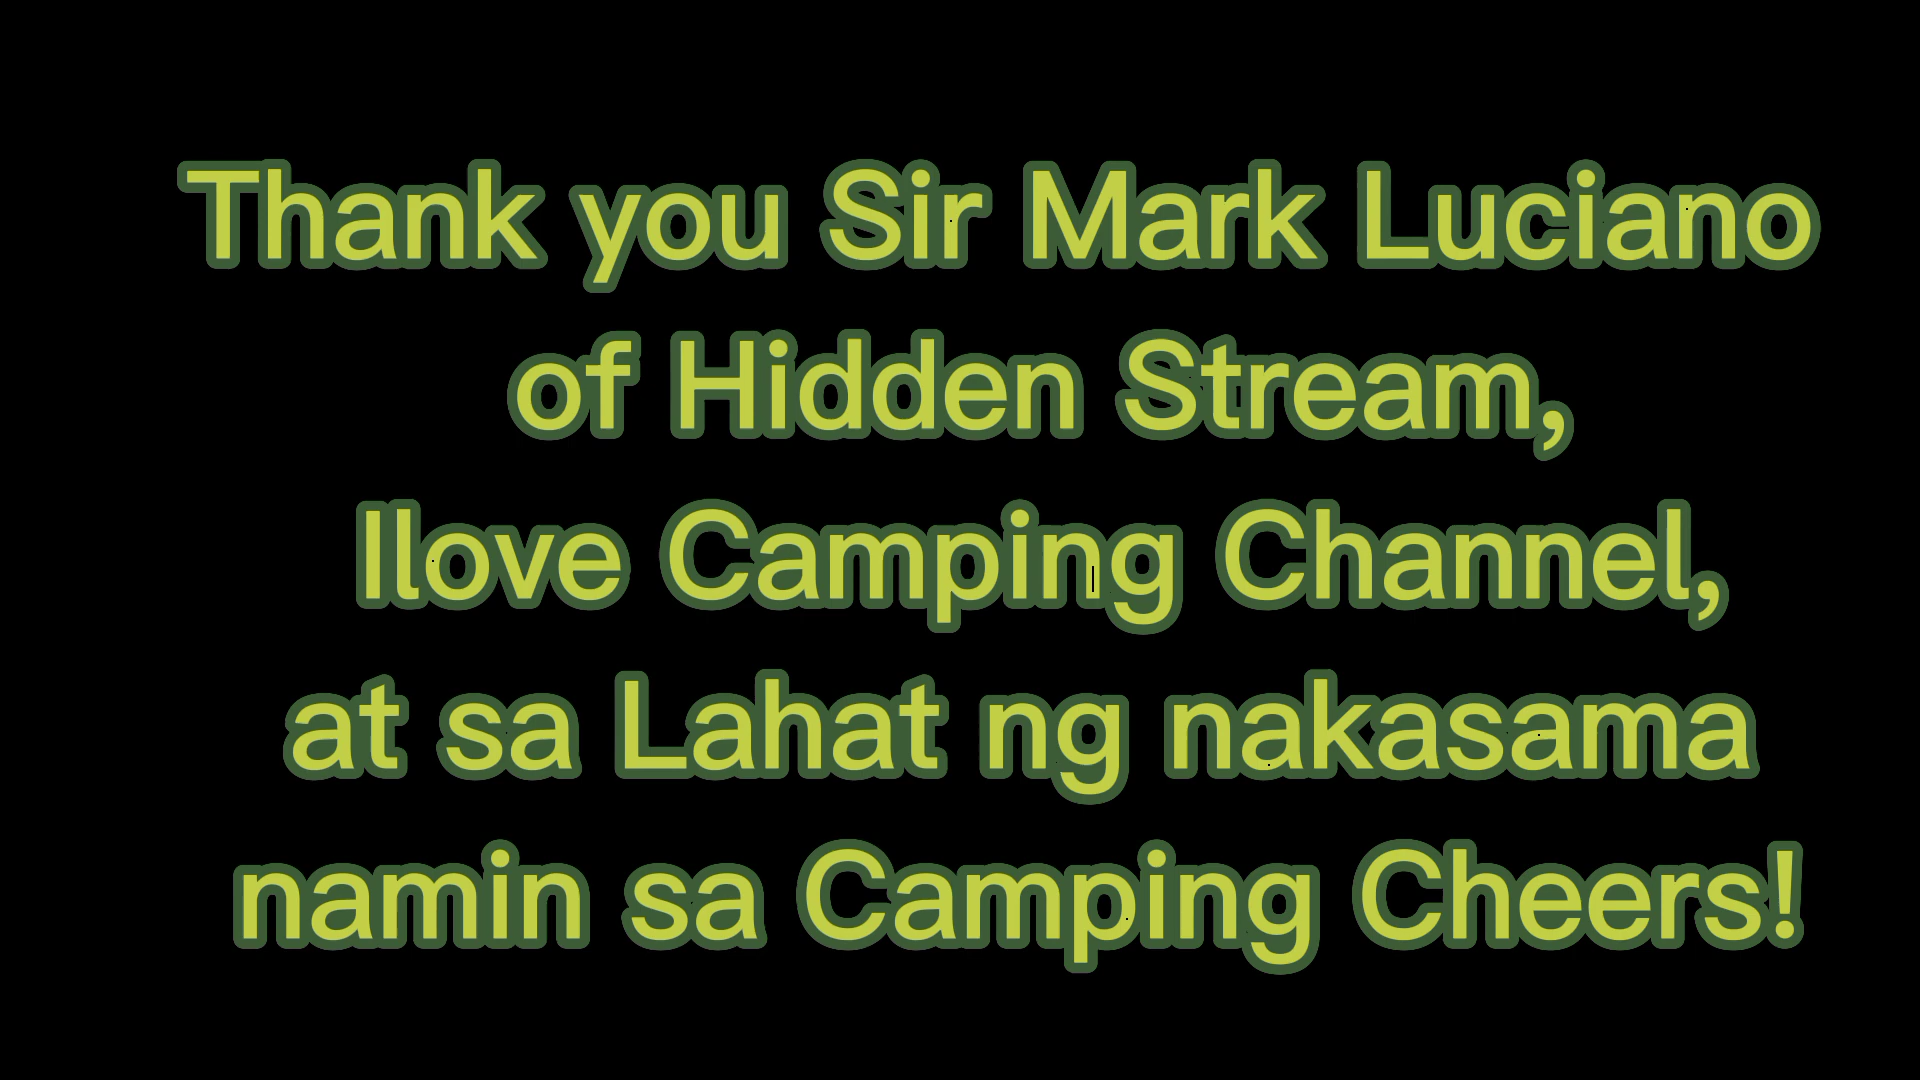 Thank you Sir Mark Luciano
of Hidden Stream,
Ilove Camping Channel,
at sa Lahat ng nakasama
namin sa Camping Cheers!